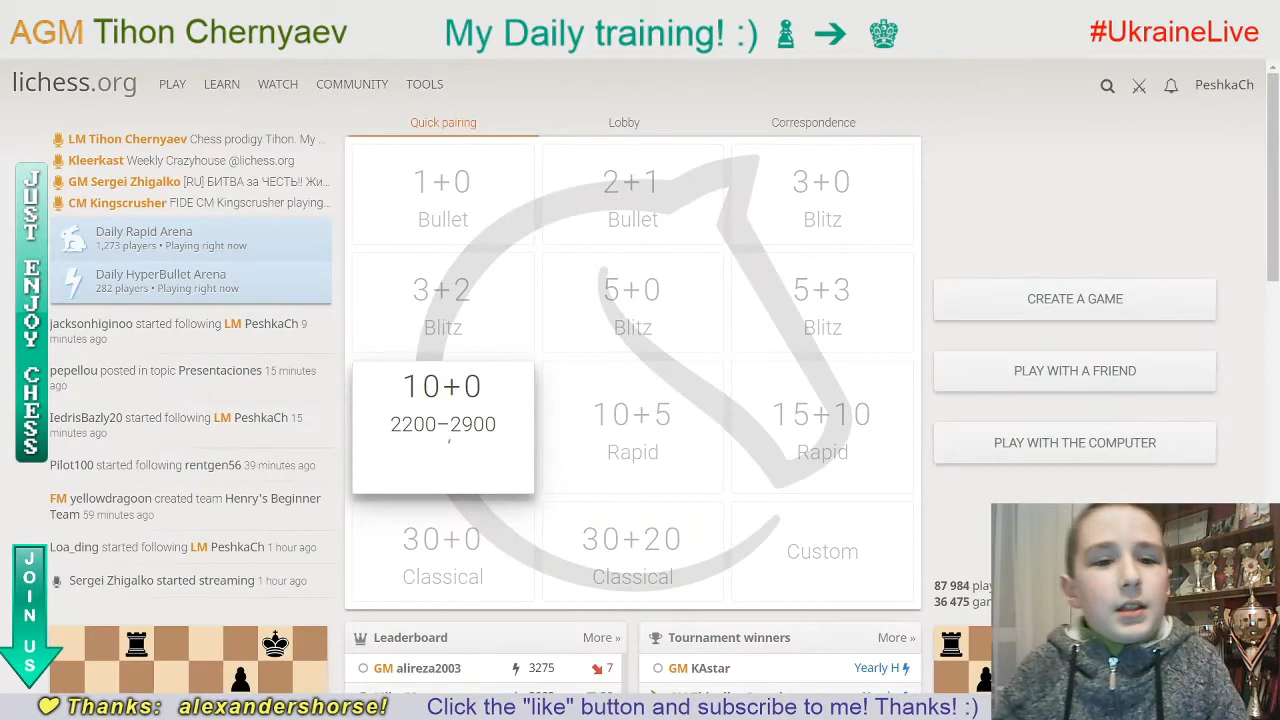 AGM Tihon Chernyaev
My Daily training! :)
#UkraineLive
lichess.org
PLAY
LEARN
WATCH
COMMUNITY
TOOLS
PeshkaCh
JUST ENJOY CHESS
JOIN US
LM Tihon Chernyaev Chess prodigy Tihon. My ...
Kleerkast Weekly Crazyhouse @lichess.org
GM Sergei Zhigalko [RU] БИТВА за ЧЕСТЬ!! Жи...
CM Kingscrusher FIDE CM Kingscrusher playing...
Daily Rapid Arena
1,273 players • Playing right now
Daily HyperBullet Arena
282 players • Playing right now
jacksonhiginoo started following LM PeshkaCh 9
minutes ago
pepellou posted in topic Presentaciones 15 minutes
ago
IedrisBazly20 started following LM PeshkaCh 15
minutes ago
Pilot100 started following rentgen56 39 minutes ago
FM yellowdragoon created team Henry's Beginner
Team 59 minutes ago
Loa_ding started following LM PeshkaCh 1 hour ago
Sergei Zhigalko started streaming 1 hour ago
Quick pairing
Lobby
Correspondence
1+0
Bullet
2+1
Bullet
3+0
Blitz
3+2
Blitz
5+0
Blitz
5+3
Blitz
10+0
2200–2900
10+5
Rapid
15+10
Rapid
30+0
Classical
30+20
Classical
Custom
CREATE A GAME
PLAY WITH A FRIEND
PLAY WITH THE COMPUTER
87 984 play
36 475 gam
Leaderboard
More »
GM alireza2003 3275 7
Tournament winners
More »
GM KAstar Yearly H
Thanks: alexandershorse!
Click the "like" button and subscribe to me! Thanks! :)